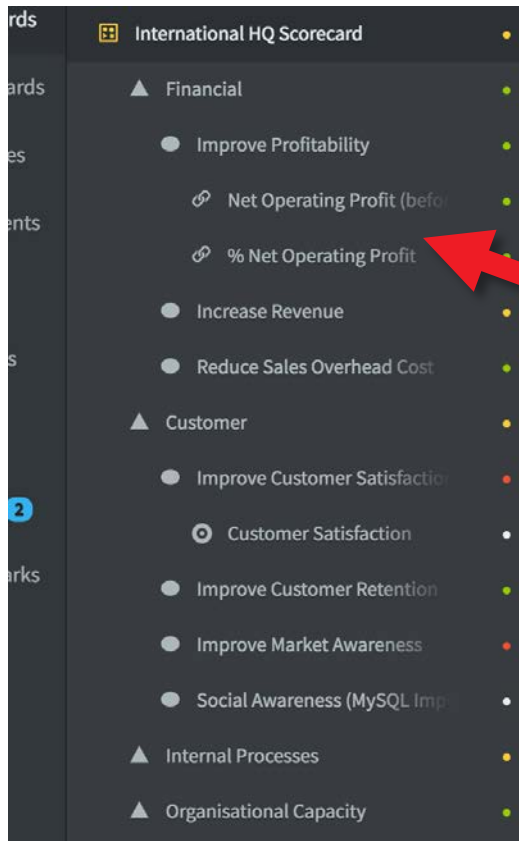 rds
International HQ Scorecard
ards
Financial
es
Improve Profitability
ents
Net Operating Profit (befo
% Net Operating Profit
Increase Revenue
s
Reduce Sales Overhead Cost
Customer
Improve Customer Satisfactio
2
Customer Satisfaction
arks
Improve Customer Retention
Improve Market Awareness
Social Awareness (MySQL Imp
Internal Processes
Organisational Capacity